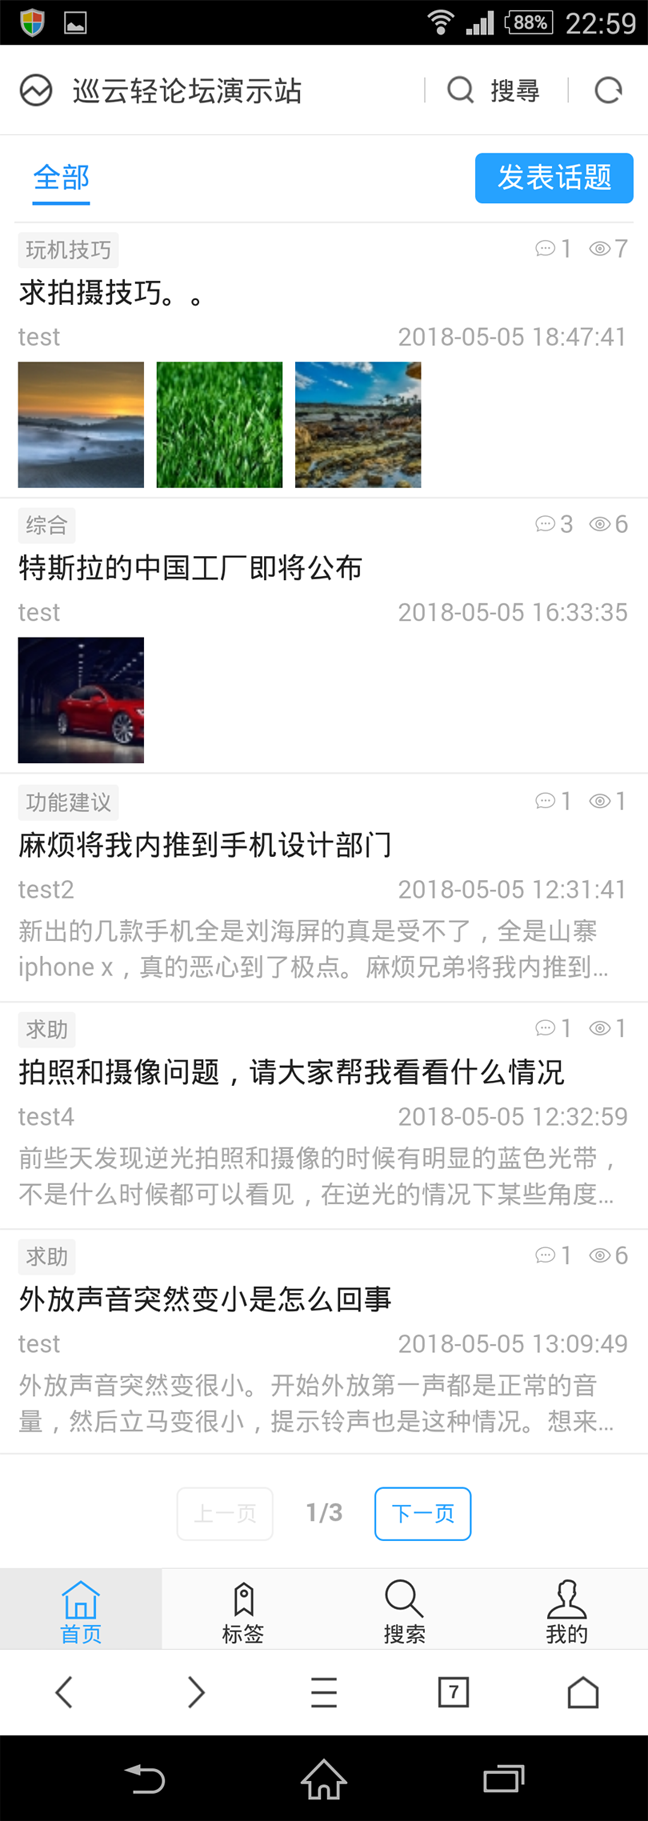 88% 22:59
巡云轻论坛演示站 搜尋
全部 发表话题
玩机技巧 1 7
求拍摄技巧。。
test 2018-05-05 18:47:41
综合 3 6
特斯拉的中国工厂即将公布
test 2018-05-05 16:33:35
功能建议 1 1
麻烦将我内推到手机设计部门
test2 2018-05-05 12:31:41
新出的几款手机全是刘海屏的真是受不了，全是山寨
iphone x，真的恶心到了极点。麻烦兄弟将我内推到...
求助 1 1
拍照和摄像问题，请大家帮我看看什么情况
test4 2018-05-05 12:32:59
前些天发现逆光拍照和摄像的时候有明显的蓝色光带，
不是什么时候都可以看见，在逆光的情况下某些角度...
求助 1 6
外放声音突然变小是怎么回事
test 2018-05-05 13:09:49
外放声音突然变很小。开始外放第一声都是正常的音
量，然后立马变很小，提示铃声也是这种情况。想来...
上一页 1/3 下一页
首页 标签 搜索 我的
7